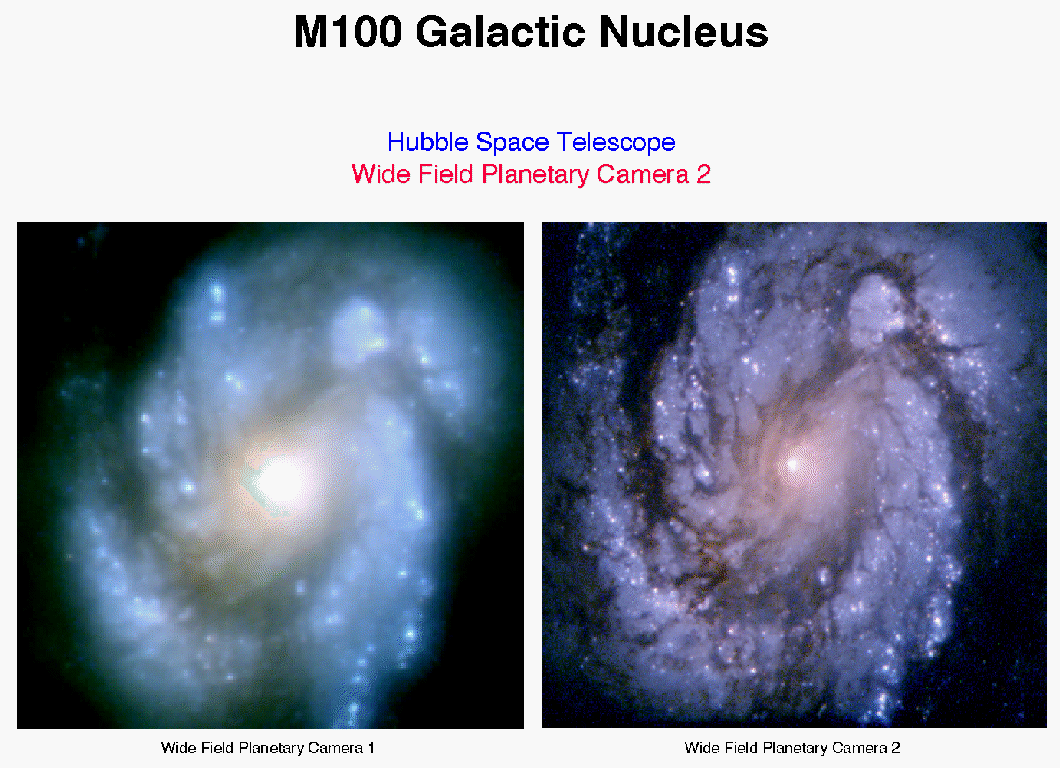 M100 Galactic Nucleus
Hubble Space Telescope
Wide Field Planetary Camera 2
Wide Field Planetary Camera 1
Wide Field Planetary Camera 2